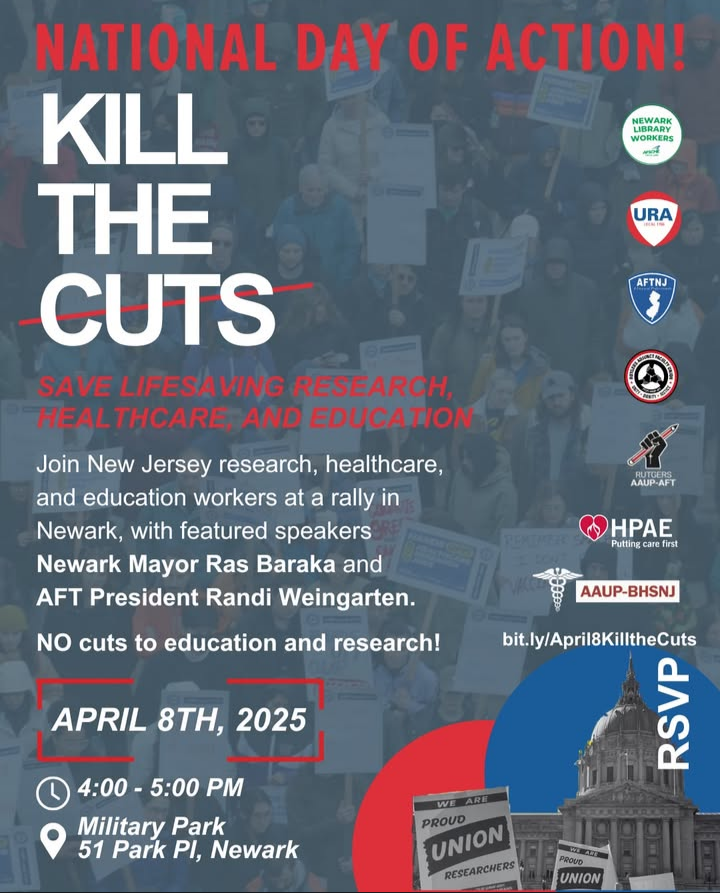 NATIONAL DAY OF ACTION!
KILL
THE
CUTS
SAVE LIFESAVING RESEARCH,
HEALTHCARE, AND EDUCATION
Join New Jersey research, healthcare,
and education workers at a rally in
Newark, with featured speakers
Newark Mayor Ras Baraka and
AFT President Randi Weingarten.
NO cuts to education and research!
APRIL 8TH, 2025
4:00 - 5:00 PM
Military Park
51 Park Pl, Newark
NEWARK
LIBRARY
WORKERS
URA
AFTNJ
RUTGERS
AAUP-AFT
HPAE
Putting care first
AAUP-BHSNJ
bit.ly/April8KilltheCuts
RSVP
WE ARE
PROUD
UNION
RESEARCHERS
WE ARE
PROUD
UNION